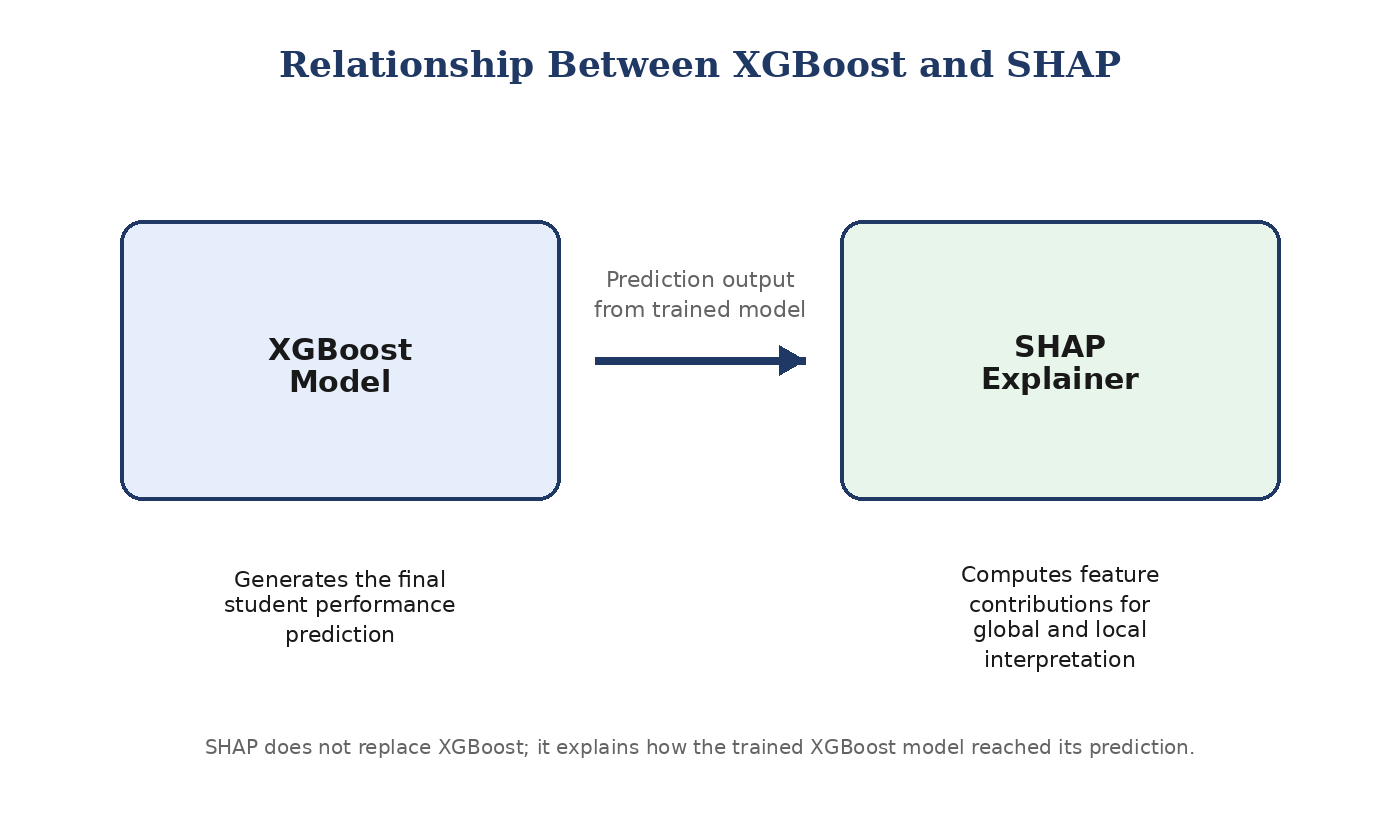 Relationship Between XGBoost and SHAP
Prediction output
from trained model
XGBoost
Model
SHAP
Explainer
Generates the final
student performance
prediction
Computes feature
contributions for
global and local
interpretation
SHAP does not replace XGBoost; it explains how the trained XGBoost model reached its prediction.